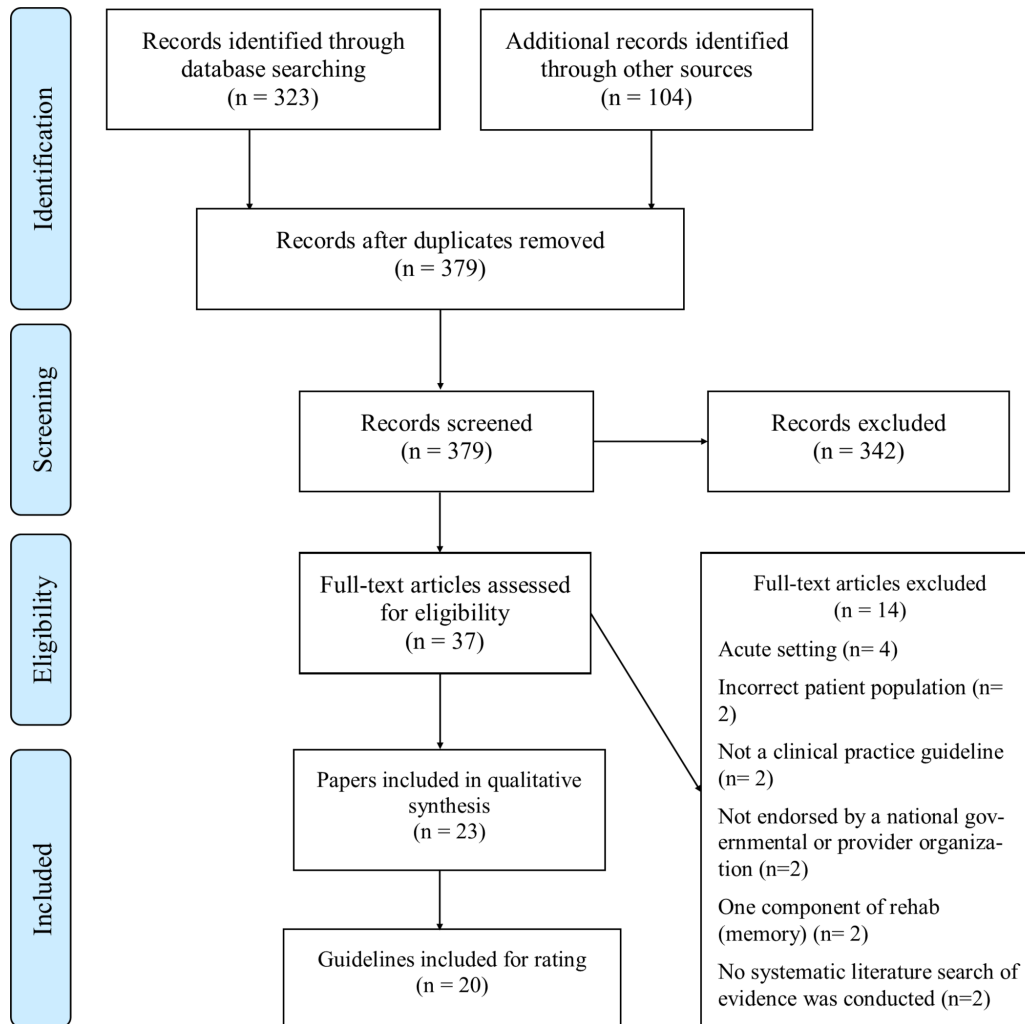 Identification
Records identified through
database searching
(n = 323)
Additional records identified
through other sources
(n = 104)
Records after duplicates removed
(n = 379)
Screening
Records screened
(n = 379)
Records excluded
(n = 342)
Eligibility
Full-text articles assessed
for eligibility
(n = 37)
Full-text articles excluded
(n = 14)
Acute setting (n= 4)
Incorrect patient population (n=
2)
Not a clinical practice guideline
(n= 2)
Not endorsed by a national gov-
ernmental or provider organiza-
tion (n=2)
One component of rehab
(memory) (n= 2)
No systematic literature search of
evidence was conducted (n=2)
Included
Papers included in qualitative
synthesis
(n = 23)
Guidelines included for rating
(n = 20)